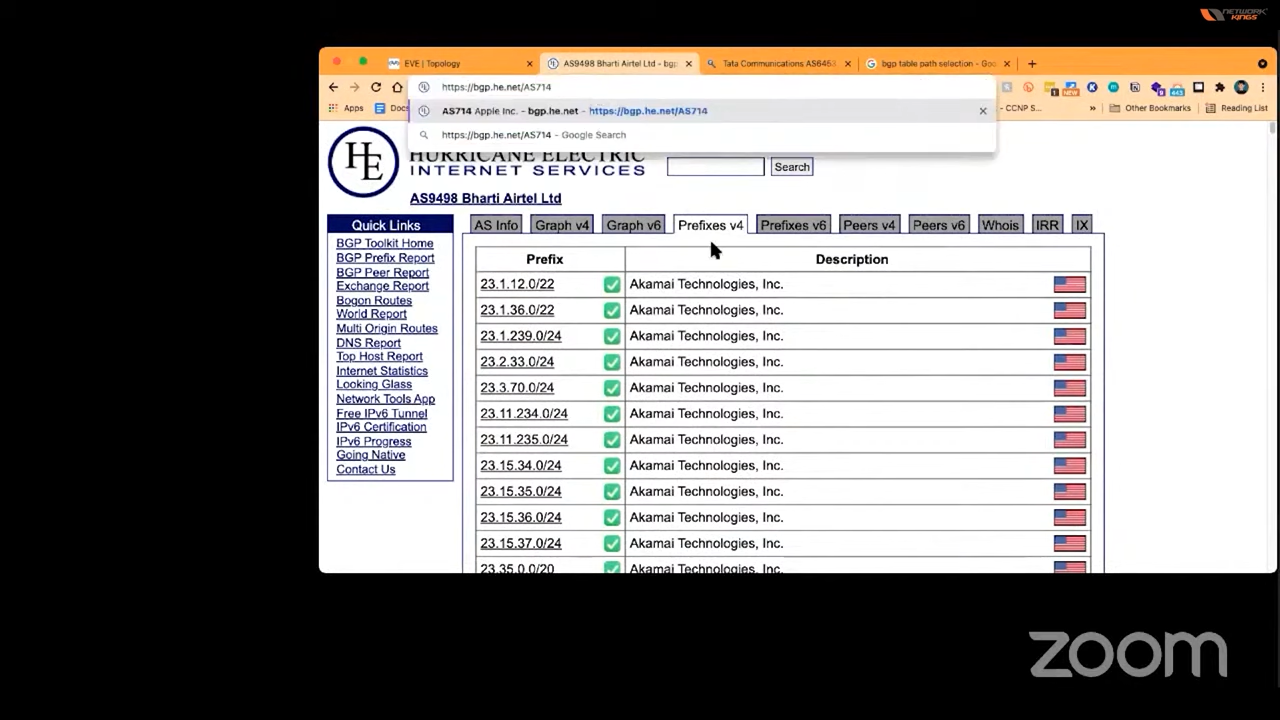 NETWORK
KINGS
EVE | Topology
AS9498 Bharti Airtel Ltd - bgp
Tata Communications AS645
bgp table path selection - Goo
https://bgp.he.net/AS714
Apps
Doc
CCNP S
Other Bookmarks
Reading List
AS714 Apple Inc. - bgp.he.net - https://bgp.he.net/AS714
https://bgp.he.net/AS714 - Google Search
HE
HURRICANE ELECTRIC
INTERNET SERVICES
Search
AS9498 Bharti Airtel Ltd
Quick Links
BGP Toolkit Home
BGP Prefix Report
BGP Peer Report
Exchange Report
Bogon Routes
World Report
Multi Origin Routes
DNS Report
Top Host Report
Internet Statistics
Looking Glass
Network Tools App
Free IPv6 Tunnel
IPv6 Certification
IPv6 Progress
Going Native
Contact Us
AS Info Graph v4 Graph v6 Prefixes v4 Prefixes v6 Peers v4 Peers v6 Whois IRR IX
Prefix Description
23.1.12.0/22 Akamai Technologies, Inc.
23.1.36.0/22 Akamai Technologies, Inc.
23.1.239.0/24 Akamai Technologies, Inc.
23.2.33.0/24 Akamai Technologies, Inc.
23.3.70.0/24 Akamai Technologies, Inc.
23.11.234.0/24 Akamai Technologies, Inc.
23.11.235.0/24 Akamai Technologies, Inc.
23.15.34.0/24 Akamai Technologies, Inc.
23.15.35.0/24 Akamai Technologies, Inc.
23.15.36.0/24 Akamai Technologies, Inc.
23.15.37.0/24 Akamai Technologies, Inc.
23.35.0.0/20 Akamai Technologies, Inc.
zoom